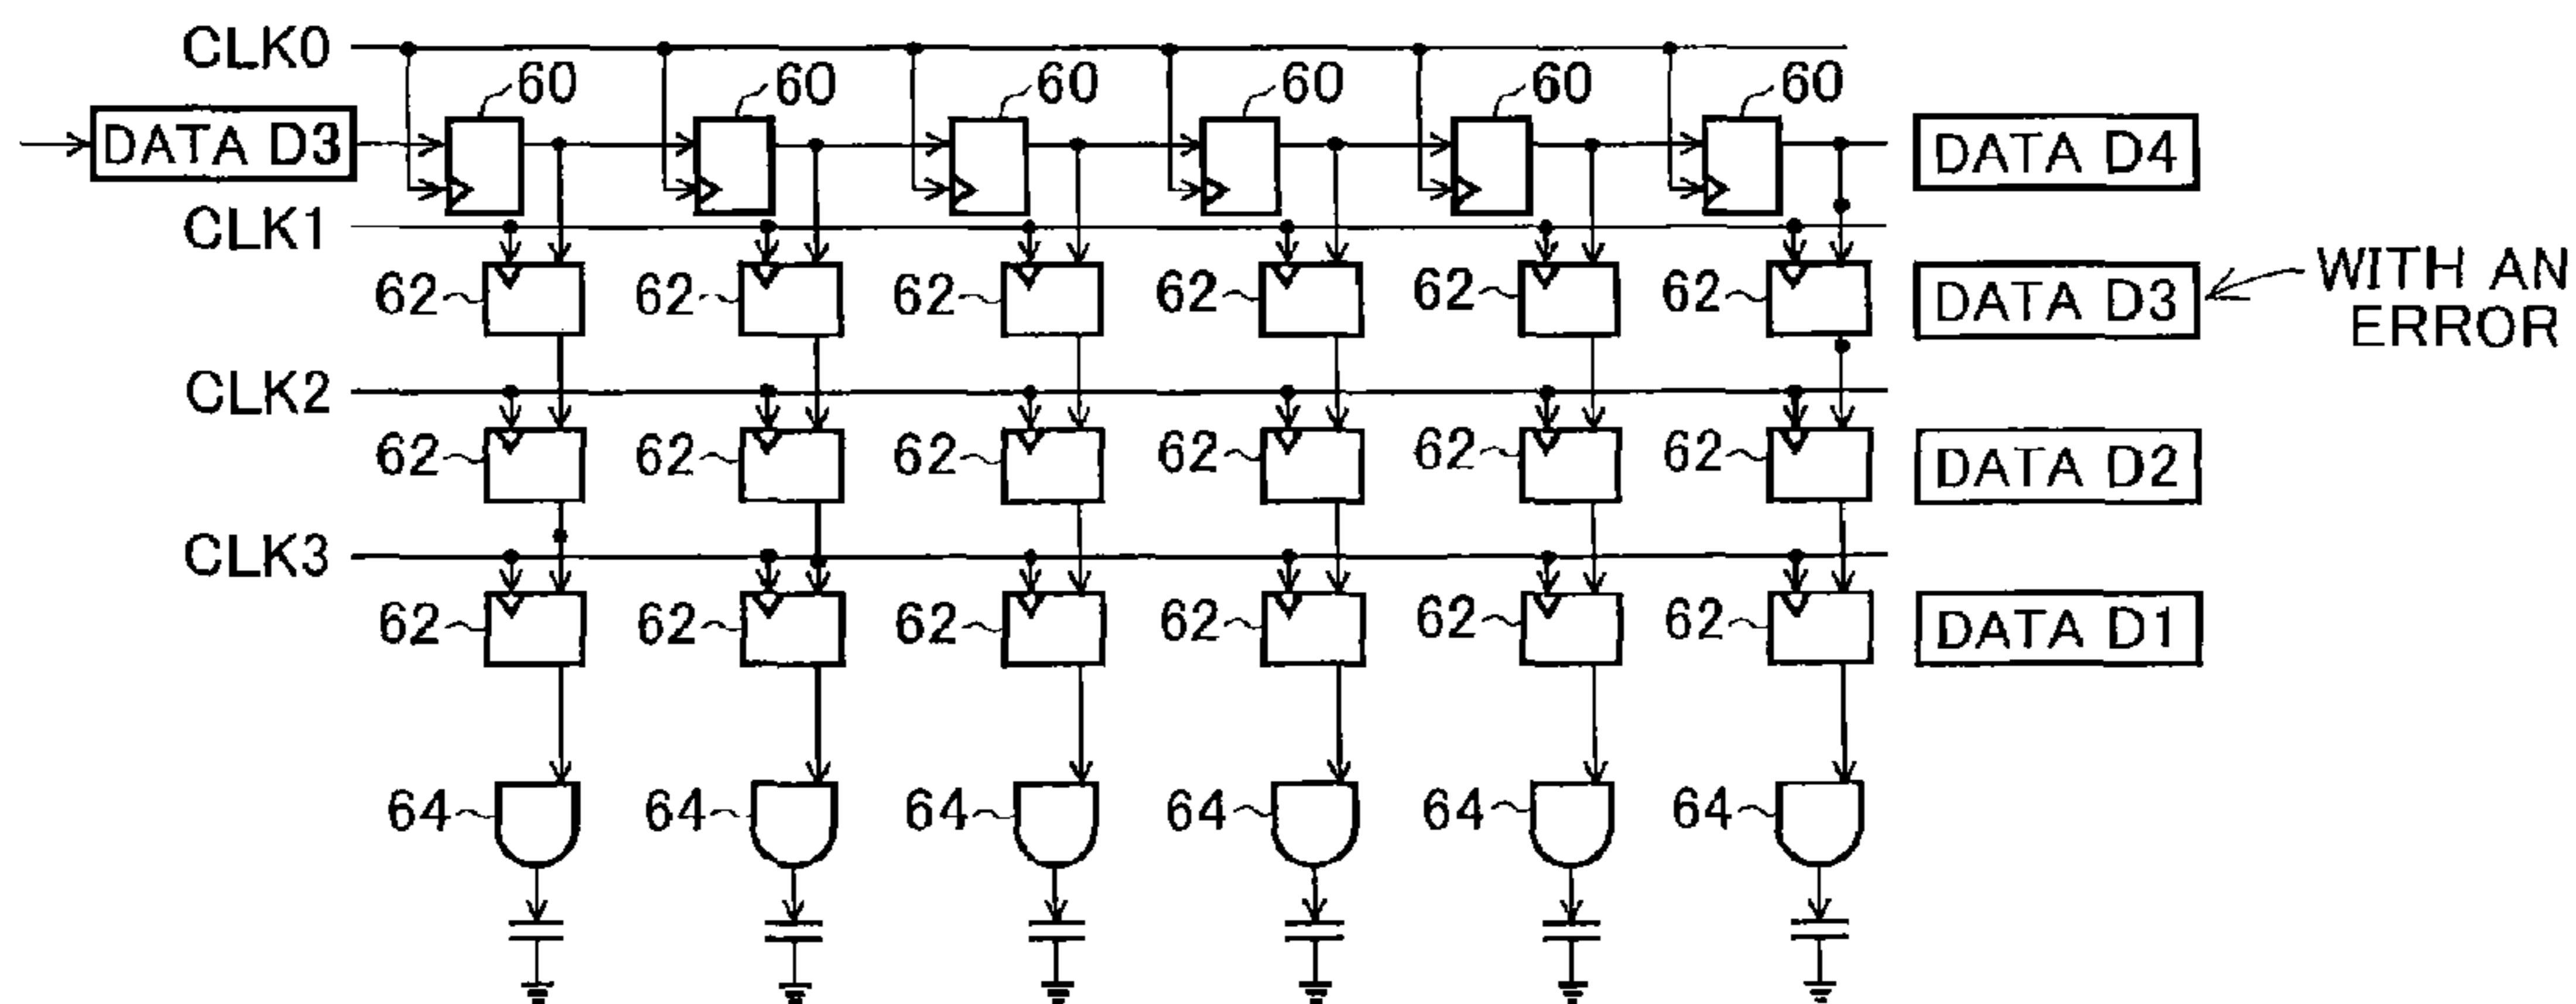 CLK0
60 60 60 60 60 60
DATA D3
DATA D4
CLK1
62 62 62 62 62 62
DATA D3
WITH AN
ERROR
CLK2
62 62 62 62 62 62
DATA D2
CLK3
62 62 62 62 62 62
DATA D1
64 64 64 64 64 64